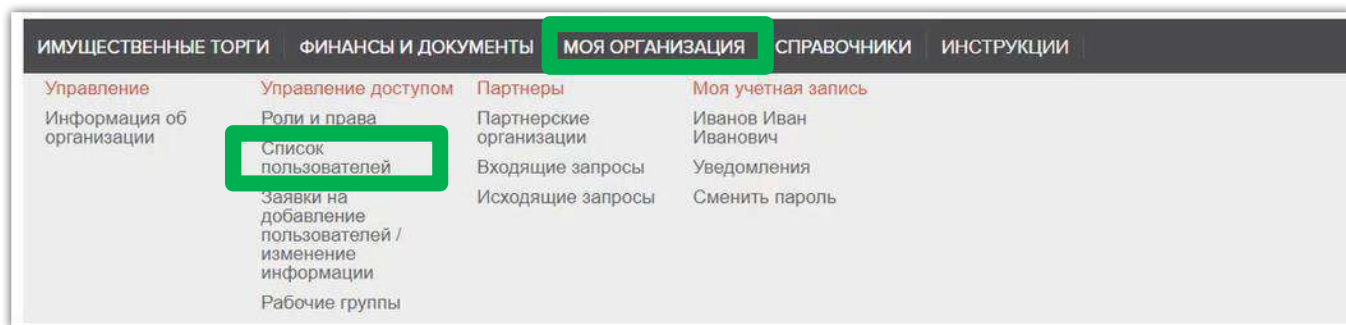 ИМУЩЕСТВЕННЫЕ ТОРГИ ФИНАНСЫ И ДОКУМЕНТЫ МОЯ ОРГАНИЗАЦИЯ СПРАВОЧНИКИ ИНСТРУКЦИИ
Управление
Информация об
организации
Управление доступом
Роли и права
Список
пользователей
Заявки на
добавление
пользователей /
изменение
информации
Рабочие группы
Партнеры
Партнерские
организации
Входящие запросы
Исходящие запросы
Моя учетная запись
Иванов Иван
Иванович
Уведомления
Сменить пароль